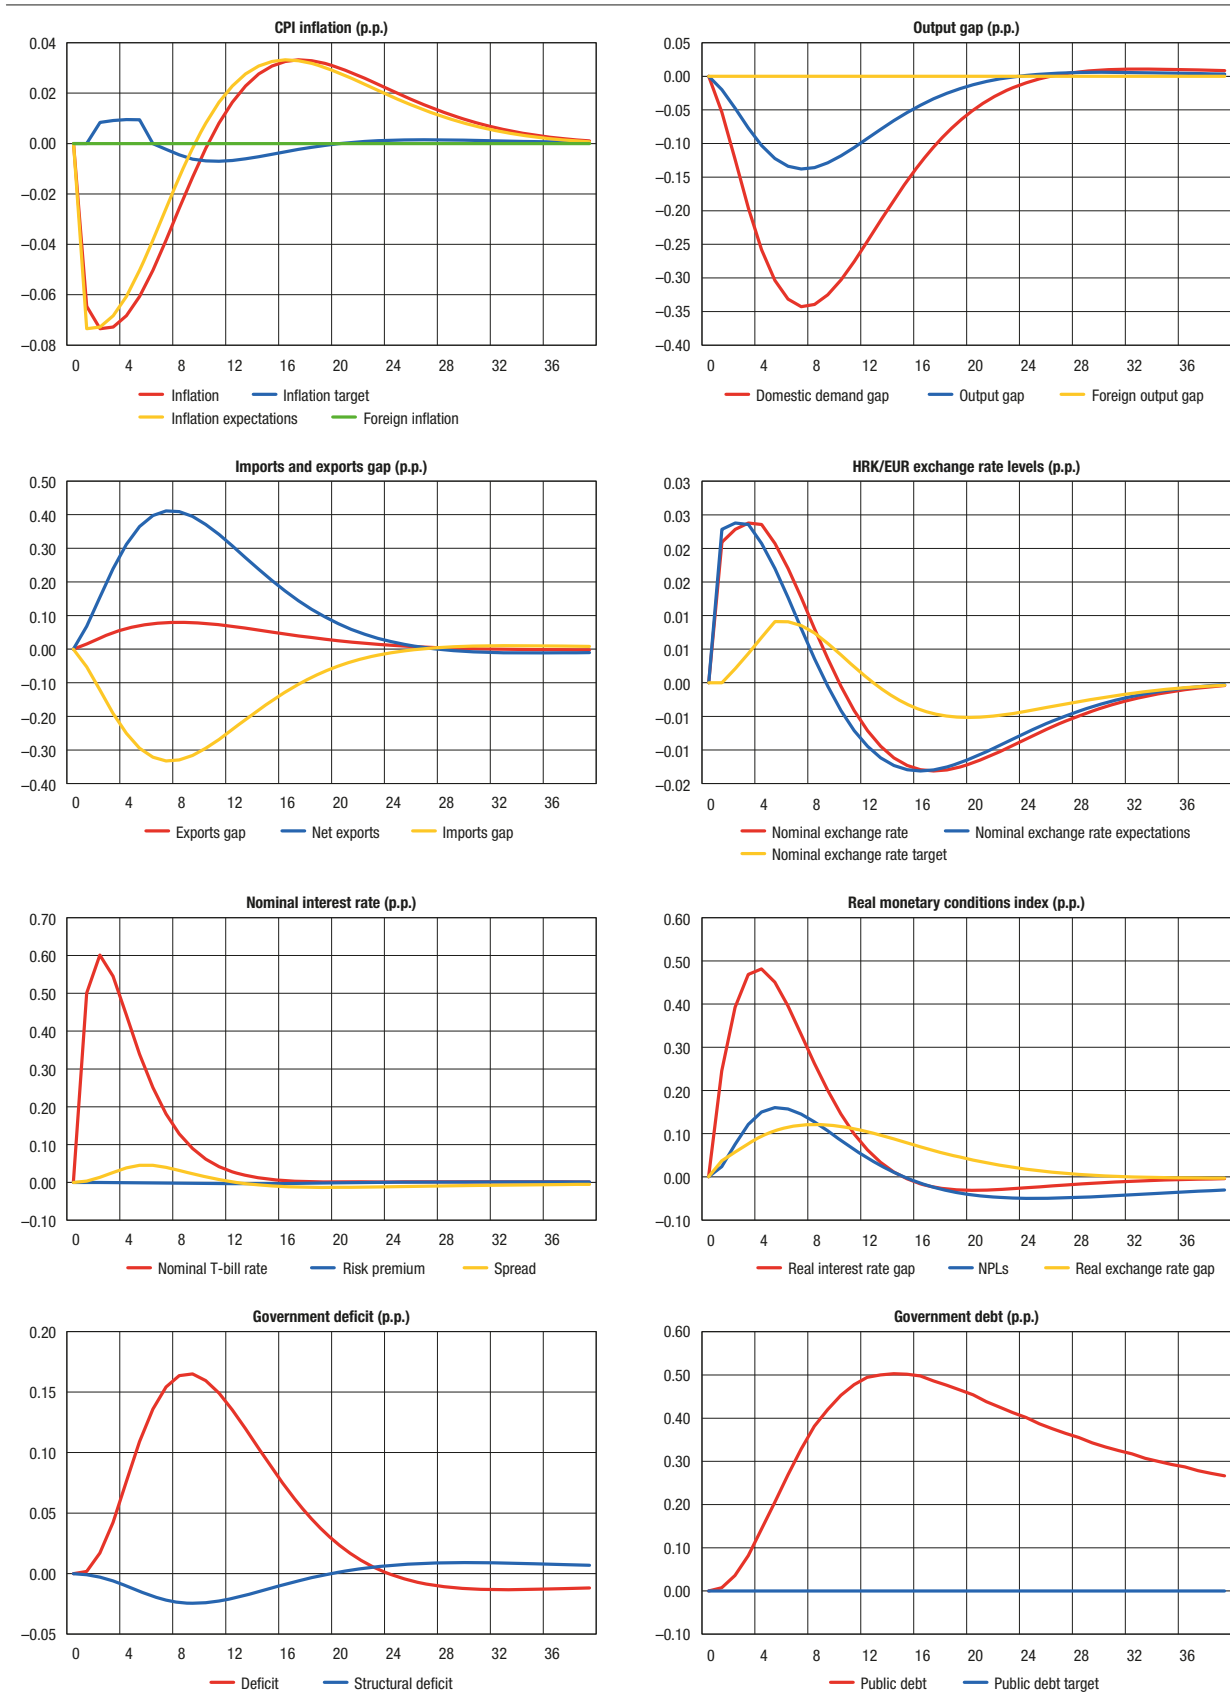 CPI inflation (p.p.)
0.04
0.02
0.00
–0.02
–0.04
–0.06
–0.08
0 4 8 12 16 20 24 28 32 36
Inflation Inflation target
Inflation expectations Foreign inflation
Output gap (p.p.)
0.05
0.00
–0.05
–0.10
–0.15
–0.20
–0.25
–0.30
–0.35
–0.40
0 4 8 12 16 20 24 28 32 36
Domestic demand gap Output gap Foreign output gap
Imports and exports gap (p.p.)
0.50
0.40
0.30
0.20
0.10
0.00
–0.10
–0.20
–0.30
–0.40
0 4 8 12 16 20 24 28 32 36
Exports gap Net exports Imports gap
HRK/EUR exchange rate levels (p.p.)
0.03
0.03
0.02
0.02
0.01
0.01
0.00
–0.01
–0.01
–0.02
0 4 8 12 16 20 24 28 32 36
Nominal exchange rate Nominal exchange rate expectations
Nominal exchange rate target
Nominal interest rate (p.p.)
0.70
0.60
0.50
0.40
0.30
0.20
0.10
0.00
–0.10
0 4 8 12 16 20 24 28 32 36
Nominal T-bill rate Risk premium Spread
Real monetary conditions index (p.p.)
0.60
0.50
0.40
0.30
0.20
0.10
0.00
–0.10
0 4 8 12 16 20 24 28 32 36
Real interest rate gap NPLs Real exchange rate gap
Government deficit (p.p.)
0.20
0.15
0.10
0.05
0.00
–0.05
0 4 8 12 16 20 24 28 32 36
Deficit Structural deficit
Government debt (p.p.)
0.60
0.50
0.40
0.30
0.20
0.10
0.00
–0.10
0 4 8 12 16 20 24 28 32 36
Public debt Public debt target